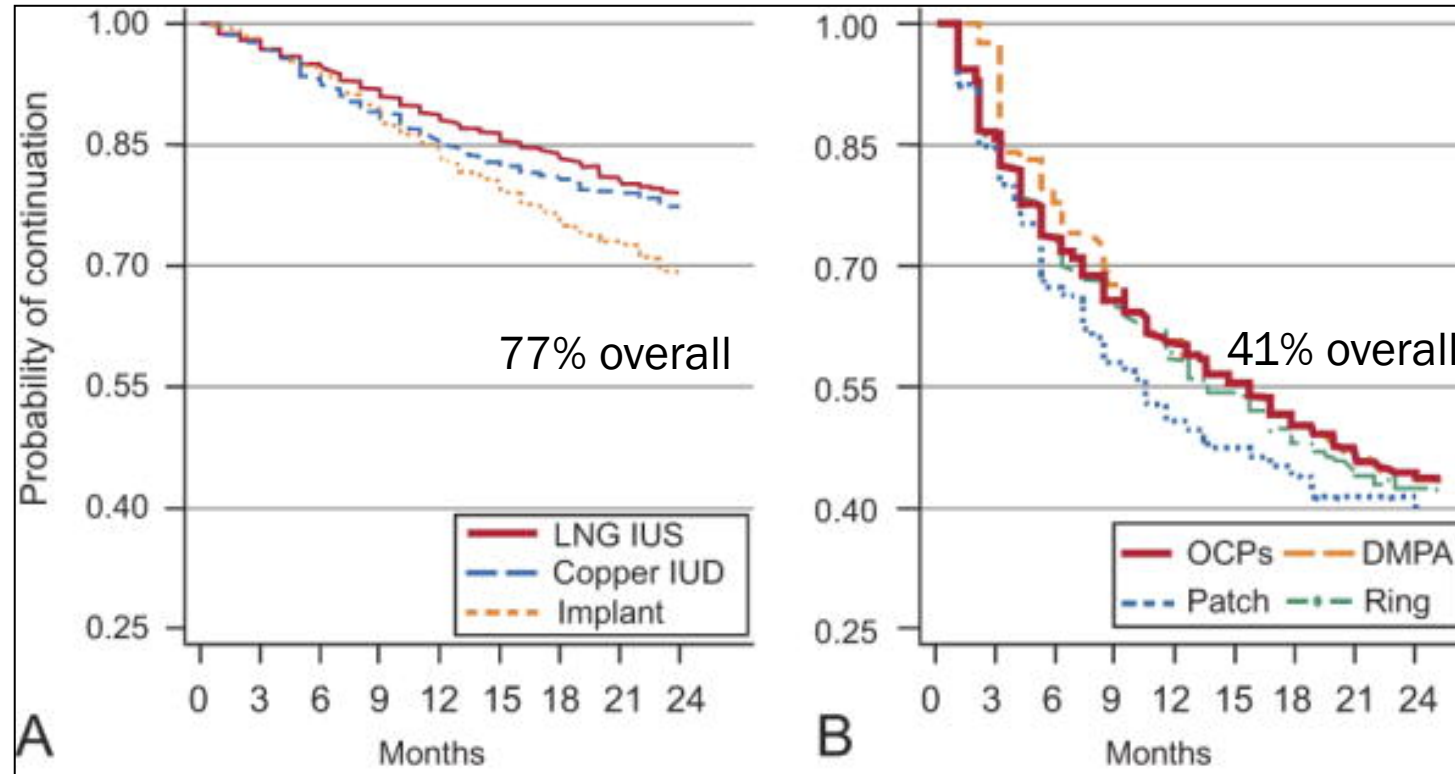 Probability of continuation
1.00
0.85
0.70
0.55
0.40
0.25
77% overall
LNG IUS
Copper IUD
Implant
0 3 6 9 12 15 18 21 24
Months
A
1.00
0.85
0.70
0.55
0.40
0.25
41% overall
OCPs DMPA
Patch Ring
0 3 6 9 12 15 18 21 24
Months
B